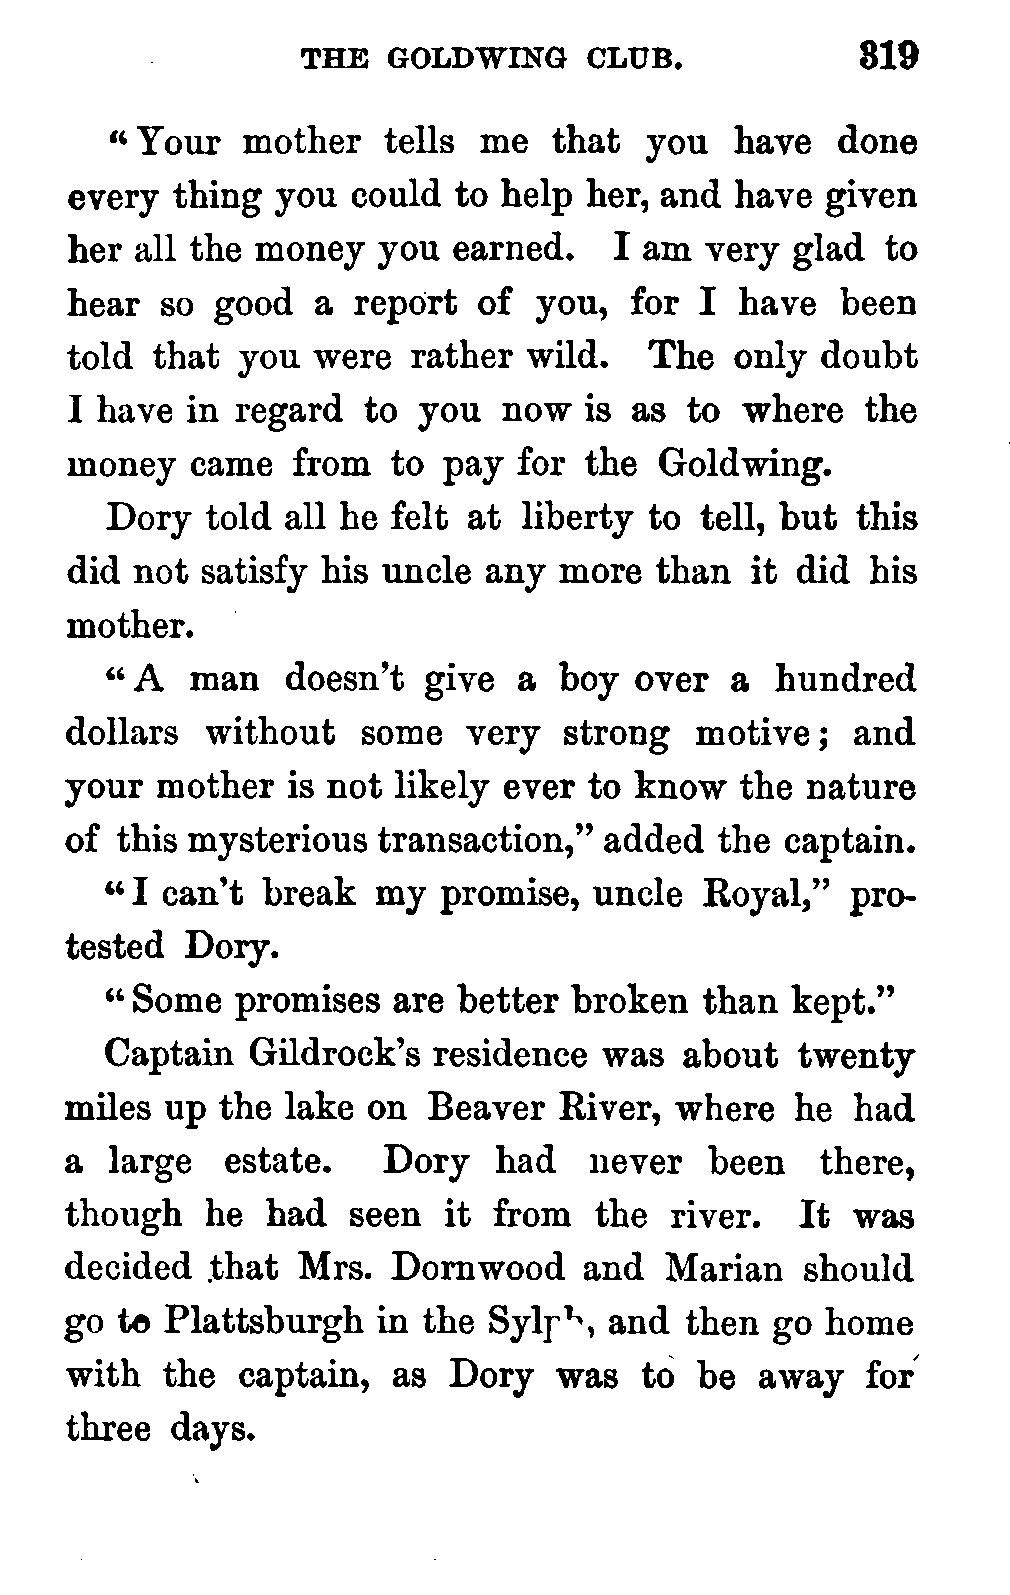 THE GOLDWING CLUB. 319
“Your mother tells me that you have done
every thing you could to help her, and have given
her all the money you earned. I am very glad to
hear so good a report of you, for I have been
told that you were rather wild. The only doubt
I have in regard to you now is as to where the
money came from to pay for the Goldwing.
Dory told all he felt at liberty to tell, but this
did not satisfy his uncle any more than it did his
mother.
“A man doesn’t give a boy over a hundred
dollars without some very strong motive; and
your mother is not likely ever to know the nature
of this mysterious transaction,” added the captain.
“I can’t break my promise, uncle Royal,” pro-
tested Dory.
“Some promises are better broken than kept.”
Captain Gildrock’s residence was about twenty
miles up the lake on Beaver River, where he had
a large estate. Dory had never been there,
though he had seen it from the river. It was
decided that Mrs. Dornwood and Marian should
go to Plattsburgh in the Sylph, and then go home
with the captain, as Dory was to be away for
three days.